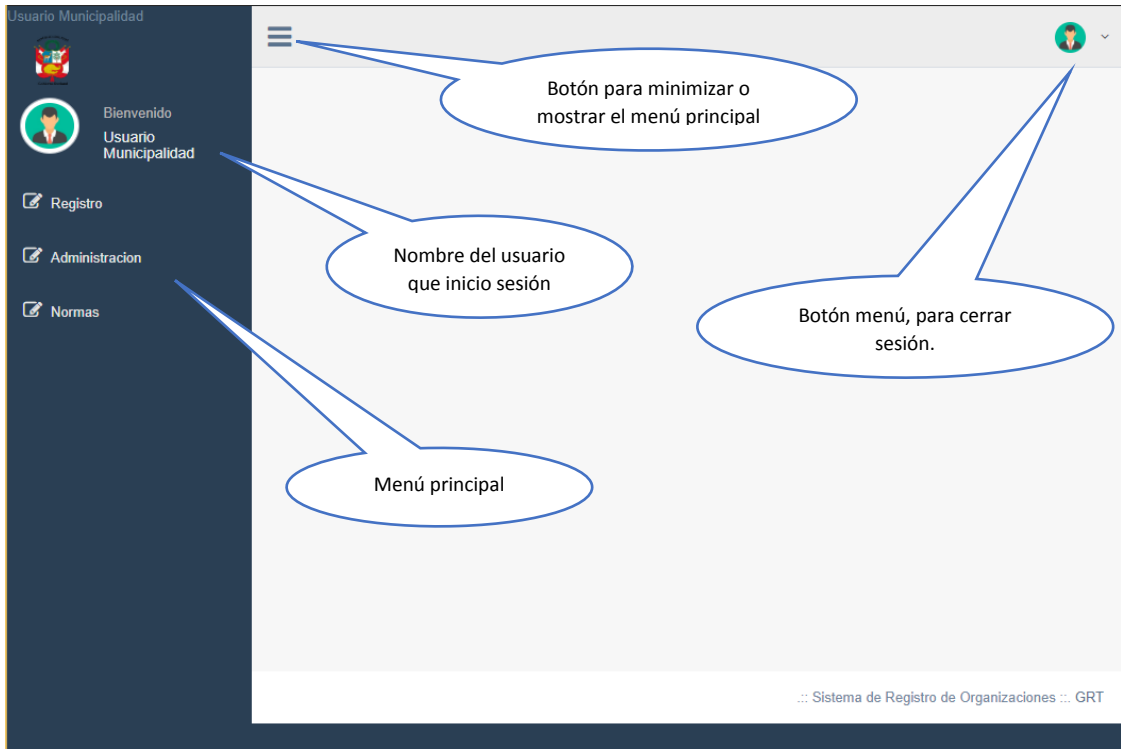 Usuario Municipalidad
Bienvenido
Usuario
Municipalidad
Registro
Administracion
Normas
Botón para minimizar o
mostrar el menú principal
Nombre del usuario
que inicio sesión
Botón menú, para cerrar
sesión.
Menú principal
.:: Sistema de Registro de Organizaciones ::. GRT